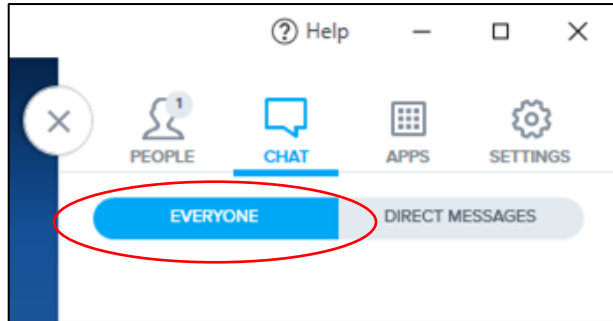 ? Help
1
PEOPLE CHAT APPS SETTINGS
EVERYONE DIRECT MESSAGES